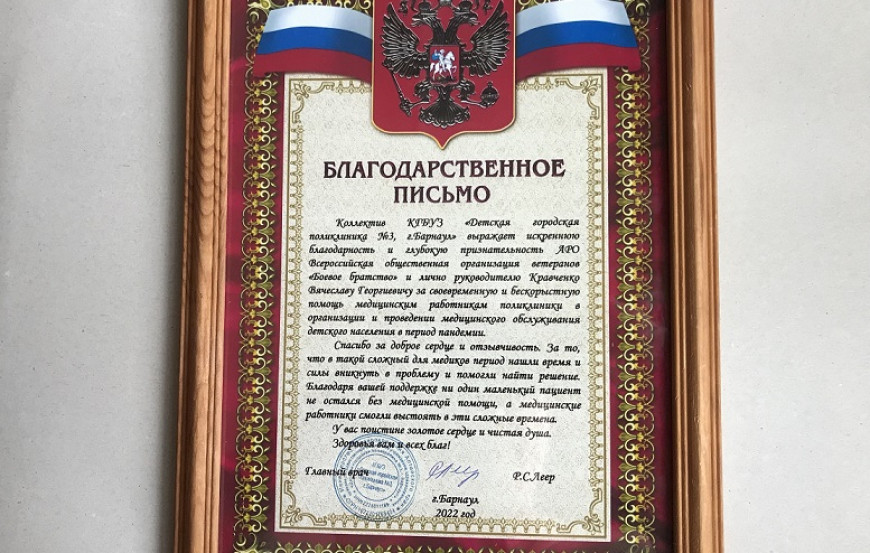 БЛАГОДАРСТВЕННОЕ
ПИСЬМО
Коллектив КГБУЗ «Детская городская
поликлиника №3, г.Барнаул» выражает искреннюю
благодарность и глубокую признательность АРО
Всероссийская общественная организация ветеранов
«Боевое братство» и лично руководителю Кравченко
Вячеславу Георгиевичу за своевременную и бескорыстную
помощь медицинским работникам поликлиники в
организации и проведении медицинского обслуживания
детского населения в период пандемии.
Спасибо за доброе сердце и отзывчивость. За то,
что в такой сложный для медиков период нашли время и
силы вникнуть в проблему и помогли найти решение.
Благодаря вашей поддержке ни один маленький пациент
не остался без медицинской помощи, а медицинские
работники смогли выстоять в эти сложные времена.
У вас поистине золотое сердце и чистая душа.
Здоровья вам и всех благ!
Главный врач Р.С.Леер
г.Барнаул
2022 год